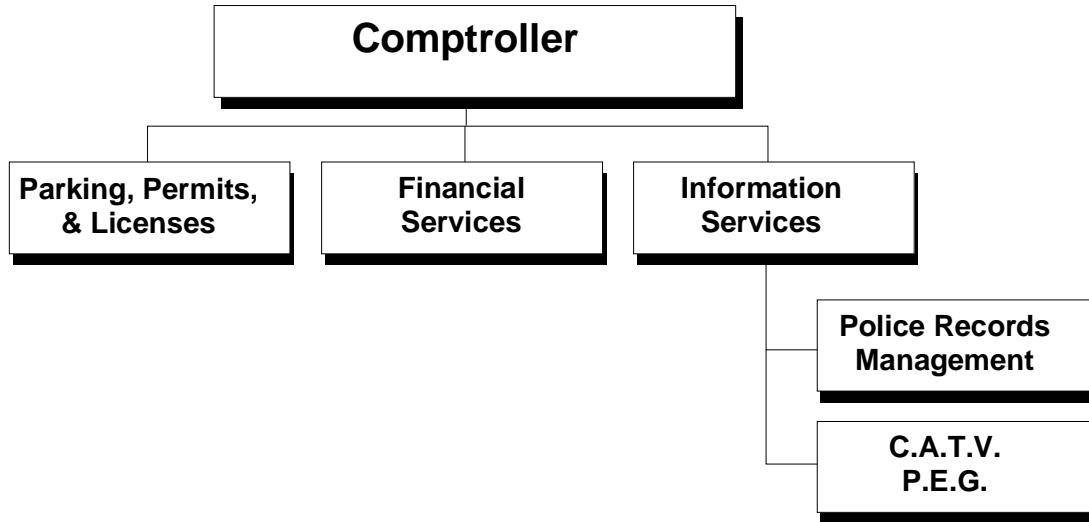 Comptroller
Parking, Permits,
& Licenses
Financial
Services
Information
Services
Police Records
Management
C.A.T.V.
P.E.G.